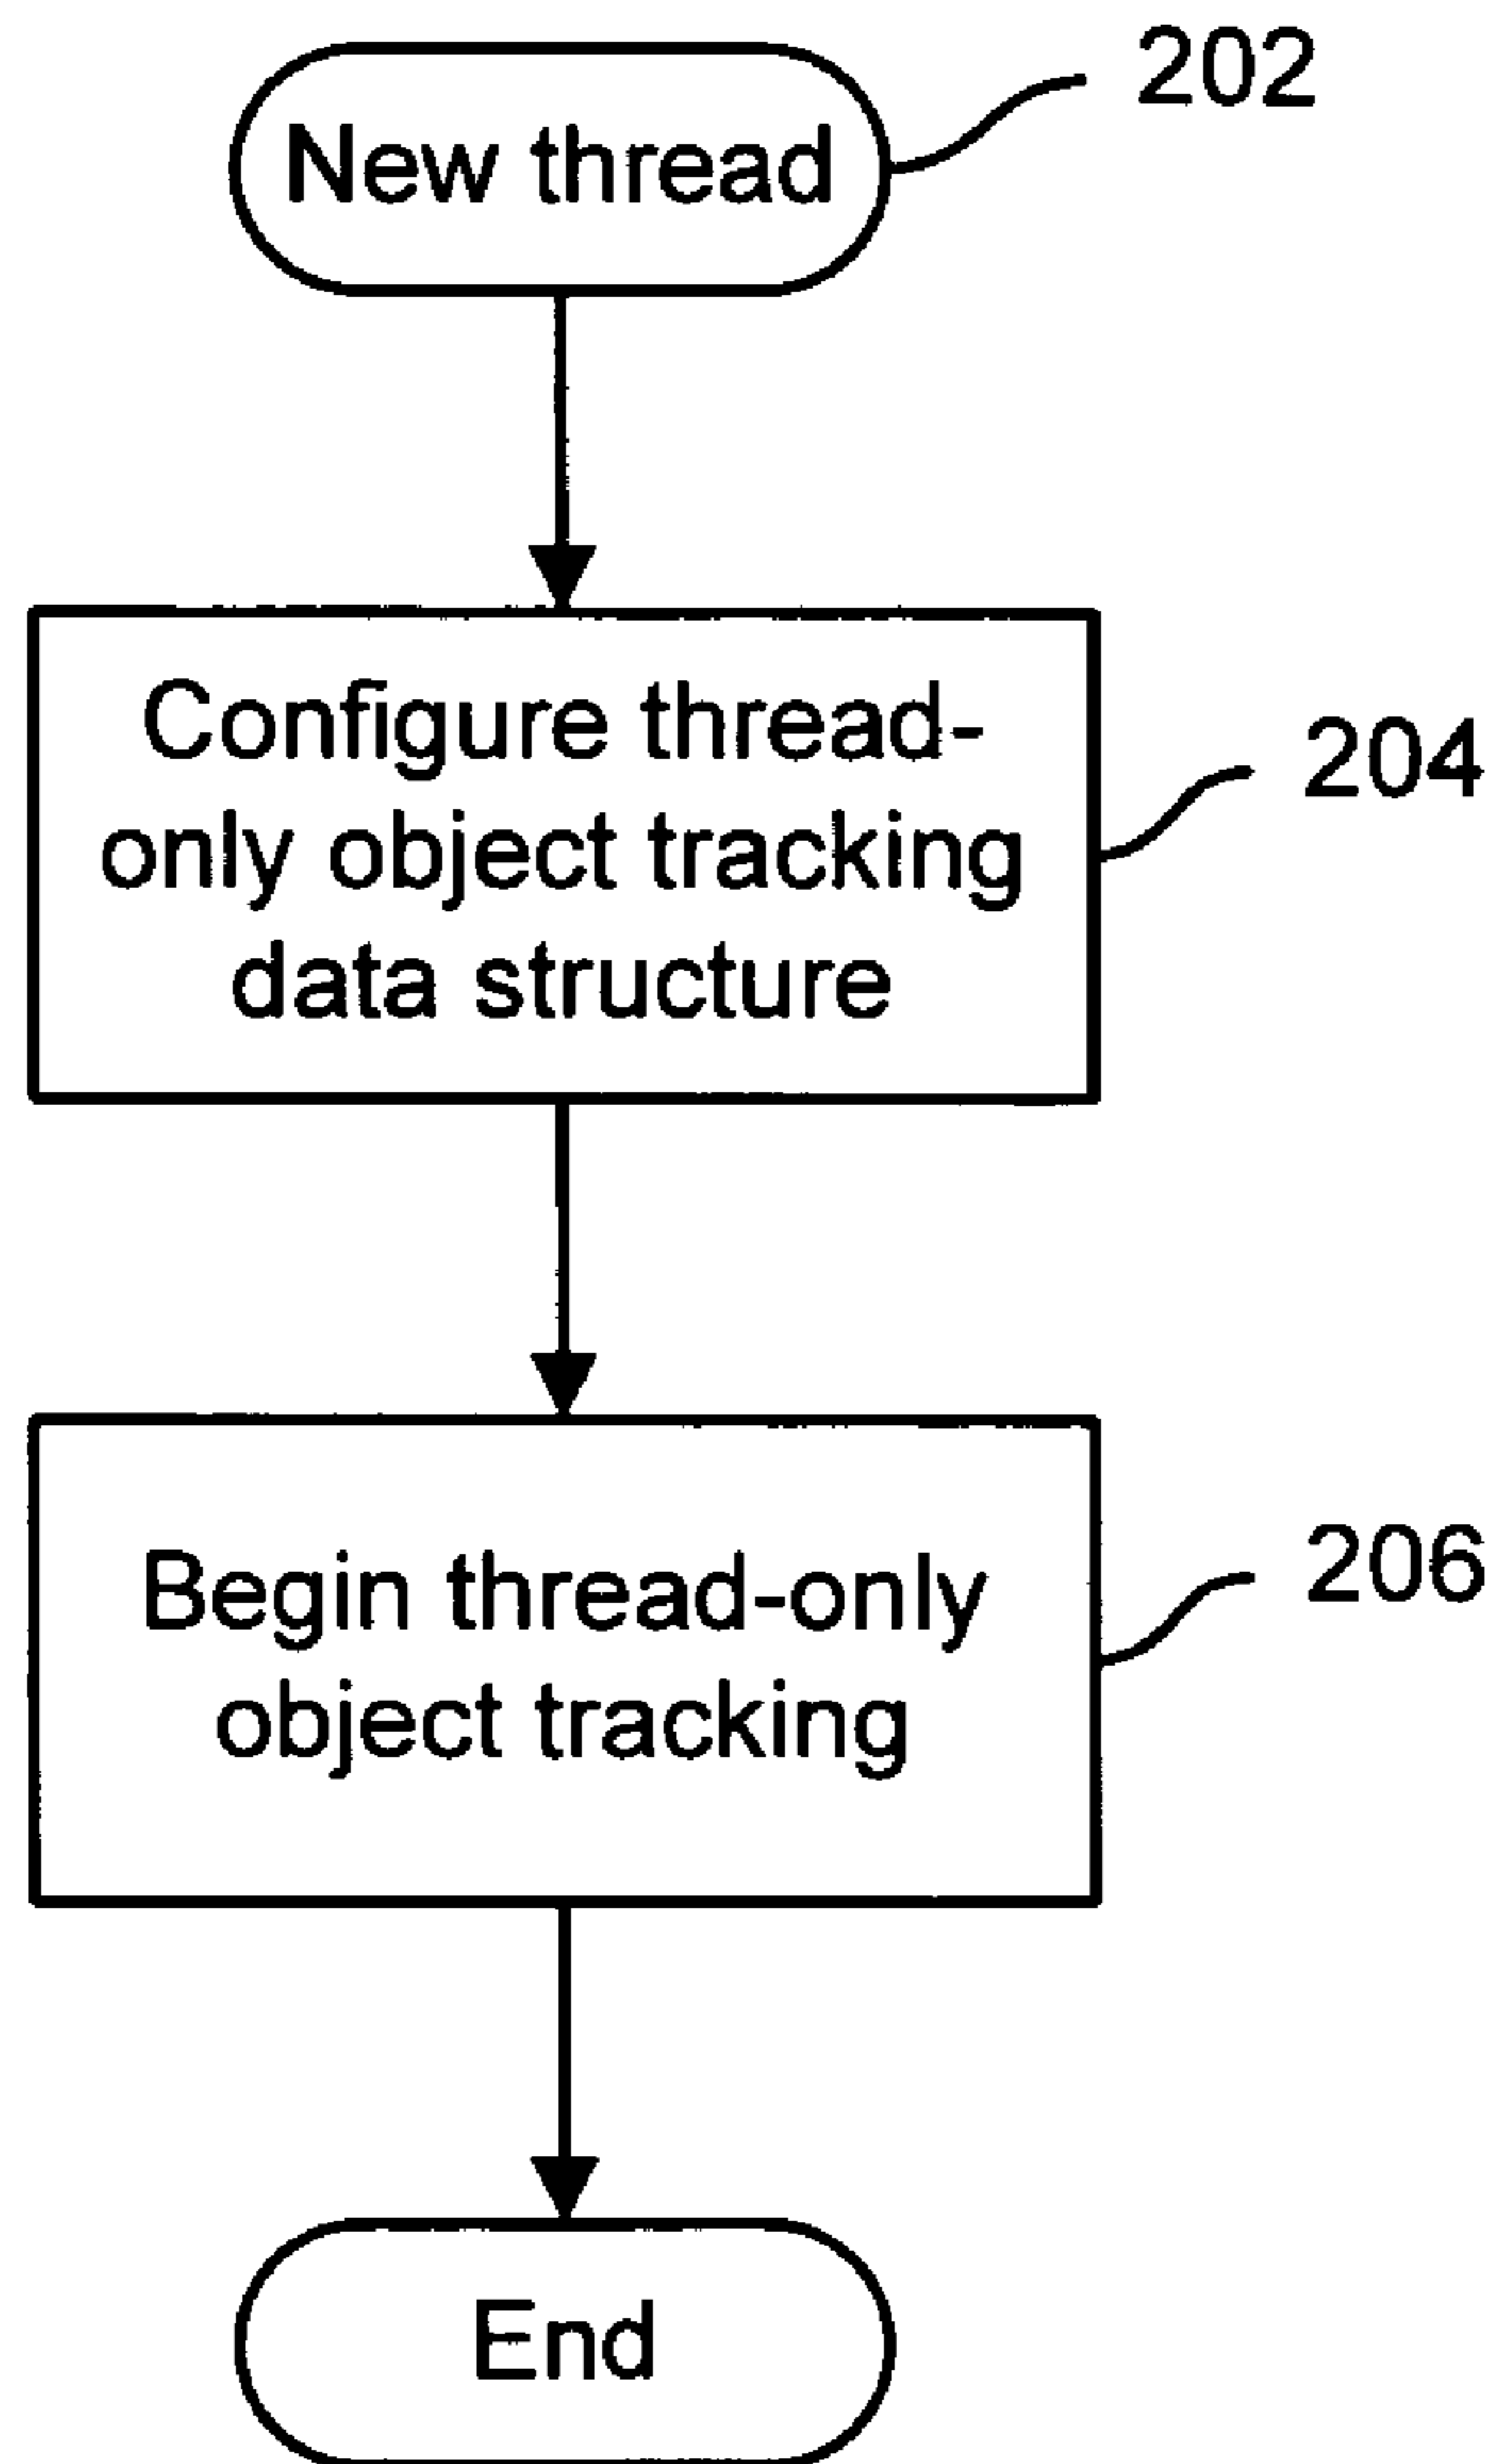 New thread
202
Configure thread-
only object tracking
data structure
204
Begin thread-only
object tracking
206
End